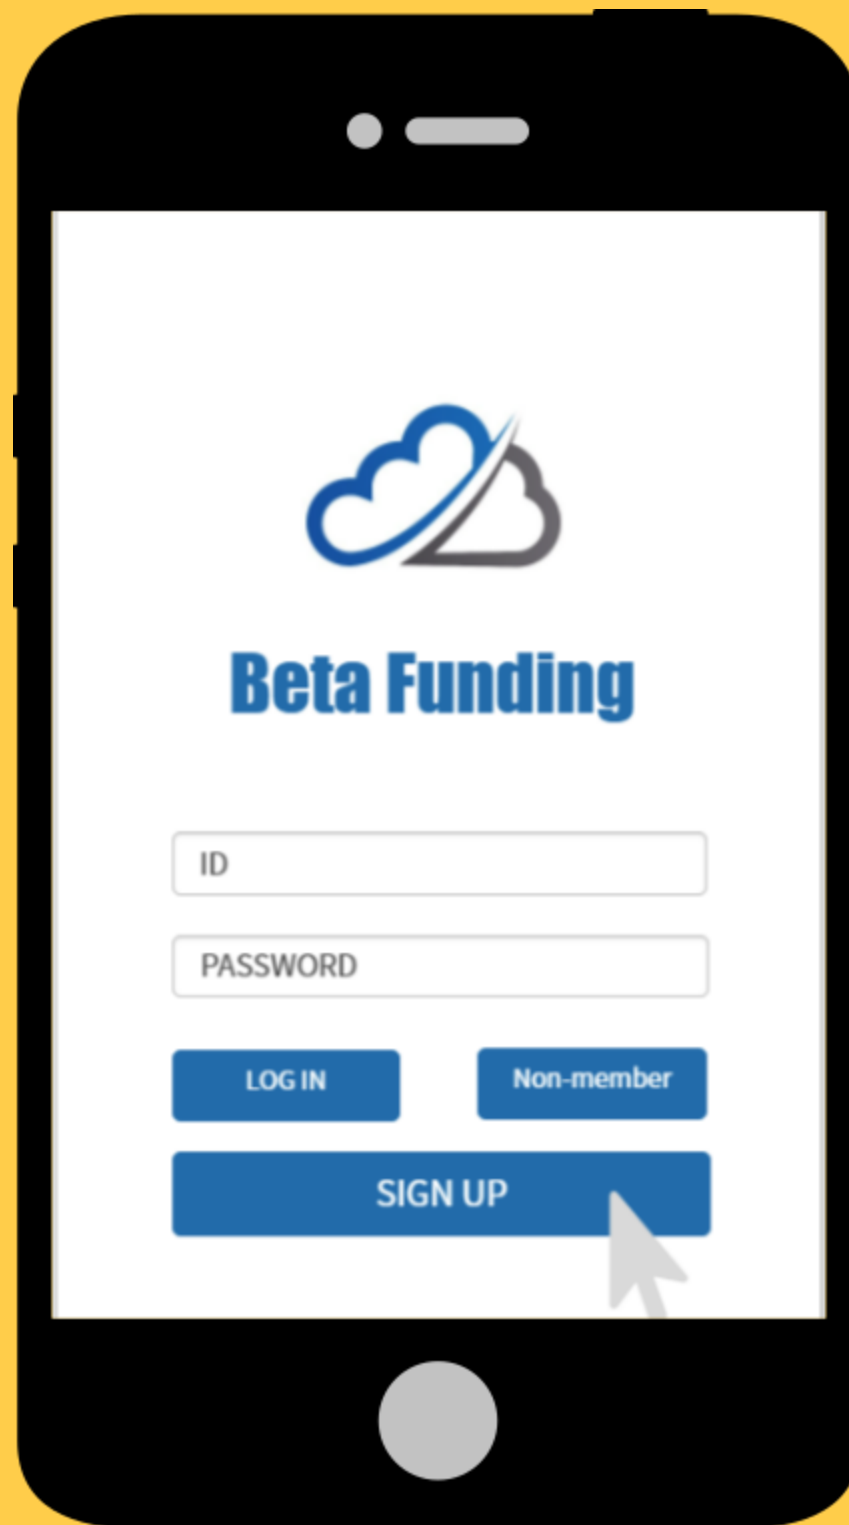 Beta Funding
ID
PASSWORD
LOG IN
Non-member
SIGN UP